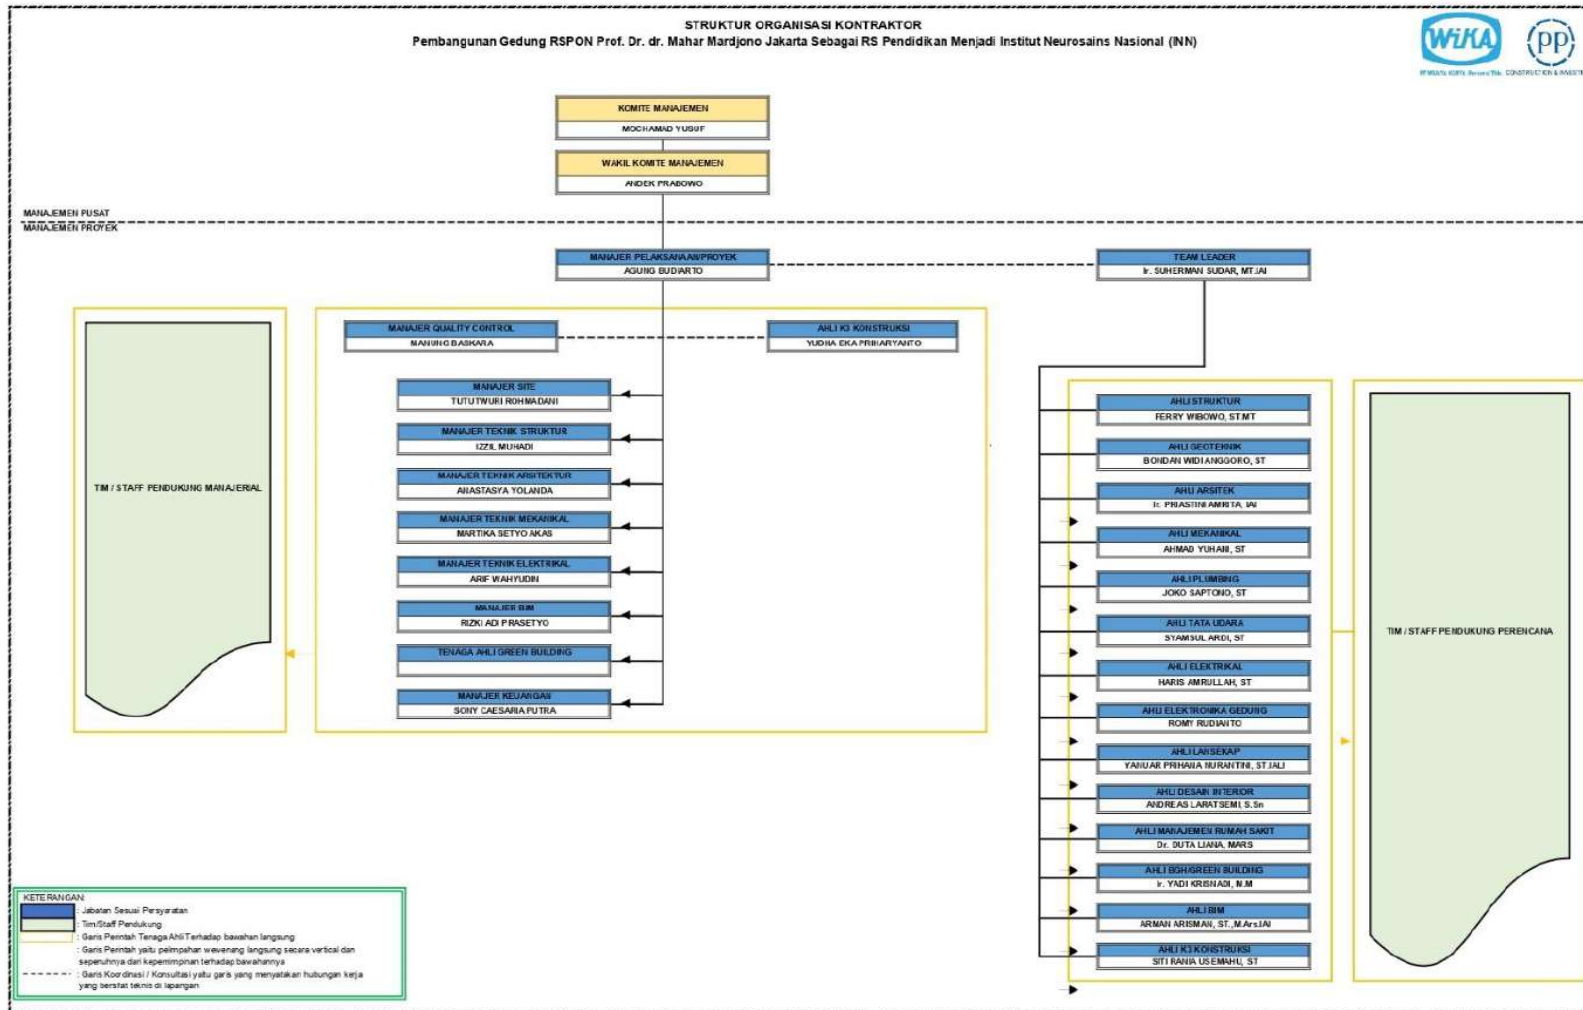 STRUKTUR ORGANISASI KONTRAKTOR
Pembangunan Gedung RSPON Prof. Dr. dr. Mahar Mardjono Jakarta Sebagai RS Pendidikan Menjadi Institut Neurosains Nasional (INN)
WIKA
pp
CONSTRUCTION & INVESTM
KOMITE MANAJEMEN
MOCHAMAD YUSUF
WAKIL KOMITE MANAJEMEN
ANDEK PRABOWO
MANAJEMEN PUSAT
MANAJEMEN PROYEK
MANAJER PELAKSANAAN/PROYEK
AGUNG BUDIARTO
TEAM LEADER
Ir. SUHERMAN SUDAR, MT.IAI
MANAJER QUALITY CONTROL
MANUNG BASKARA
AHLI K3 KONSTRUKSI
YUDHA EKA PRIHARYANTO
MANAJER SITE
TUTUTWURI ROHMADANI
MANAJER TEKNIK STRUKTUR
IZZIL MUHADI
MANAJER TEKNIK ARSITEKTUR
ANASTASYA YOLANDA
MANAJER TEKNIK MEKANIKAL
MARTIKA SETYO AKAS
MANAJER TEKNIK ELEKTRIKAL
ARIF WAHYUDIN
MANAJER BIM
RIZKI ADI PRASETYO
TENAGA AHLI GREEN BUILDING
MANAJER KEUANGAN
SONY CAESARIA PUTRA
TIM / STAFF PENDUKUNG MANAJERIAL
AHLI STRUKTUR
FERRY WIBOWO, ST.MT
AHLI GEOTEKNIK
BONDAN WIDI ANGGORO, ST
AHLI ARSITEK
Ir. PRIASTINI AMRITA, IAI
AHLI MEKANIKAL
AHMAD YUHANI, ST
AHLI PLUMBING
JOKO SAPTONO, ST
AHLI TATA UDARA
SYAMSUL ARDI, ST
AHLI ELEKTRIKAL
HARIS AMRULLAH, ST
AHLI ELEKTRONIKA GEDUNG
ROMY RUDIANTO
AHLI LANSEKAP
YANUAR PRIHANA NURANTINI, ST.IALI
AHLI DESAIN INTERIOR
ANDREAS LARATSEMI, S.Sn
AHLI MANAJEMEN RUMAH SAKIT
Dr. DUTA LIANA, MARS
AHLI BGH/GREEN BUILDING
Ir. YADI KRISNADI, M.M
AHLI BIM
ARMAN ARISMAN, ST.,M.Ars.IAI
AHLI K3 KONSTRUKSI
SITI RANIA USEMAHU, ST
TIM / STAFF PENDUKUNG PERENCANA
KETERANGAN:
: Jabatan Sesuai Persyaratan
: Tim/Staff Pendukung
: Garis Perintah Tenaga Ahli Terhadap bawahan langsung
: Garis Perintah yaitu pelimpahan wewenang langsung secara vertical dan
sepenuhnya dari kepemimpinan terhadap bawahannya
: Garis Koordinasi / Konsultasi yaitu garis yang menyatakan hubungan kerja
yang bersifat teknis di lapangan